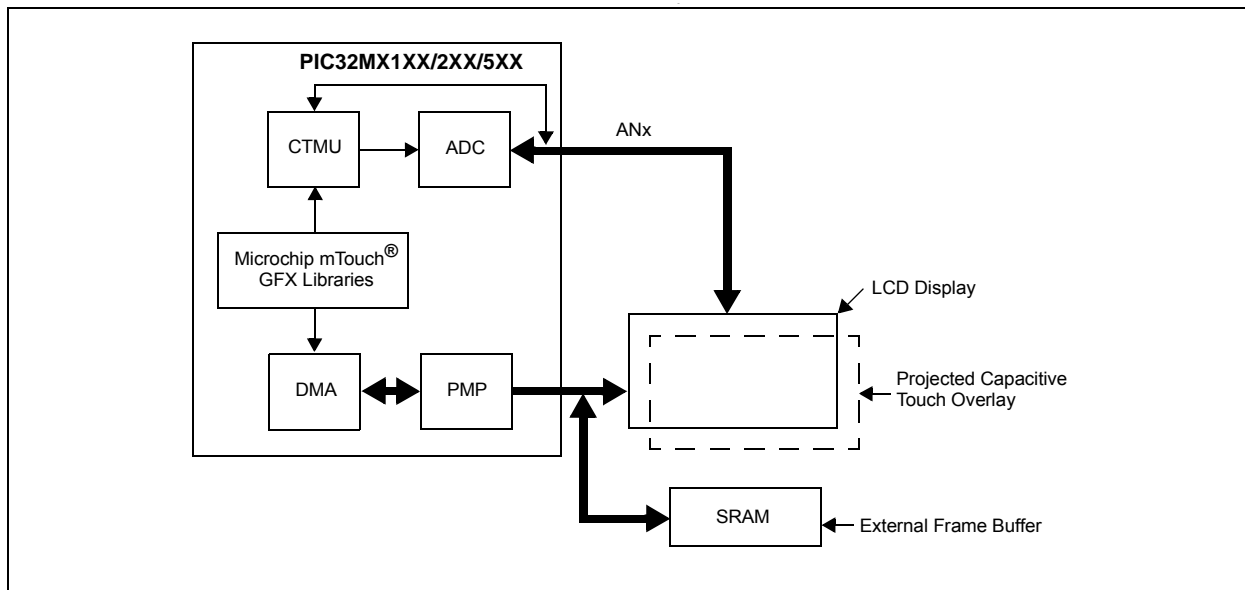 PIC32MX1XX/2XX/5XX
CTMU
ADC
ANx
Microchip mTouch®
GFX Libraries
LCD Display
DMA
PMP
Projected Capacitive
Touch Overlay
SRAM
External Frame Buffer